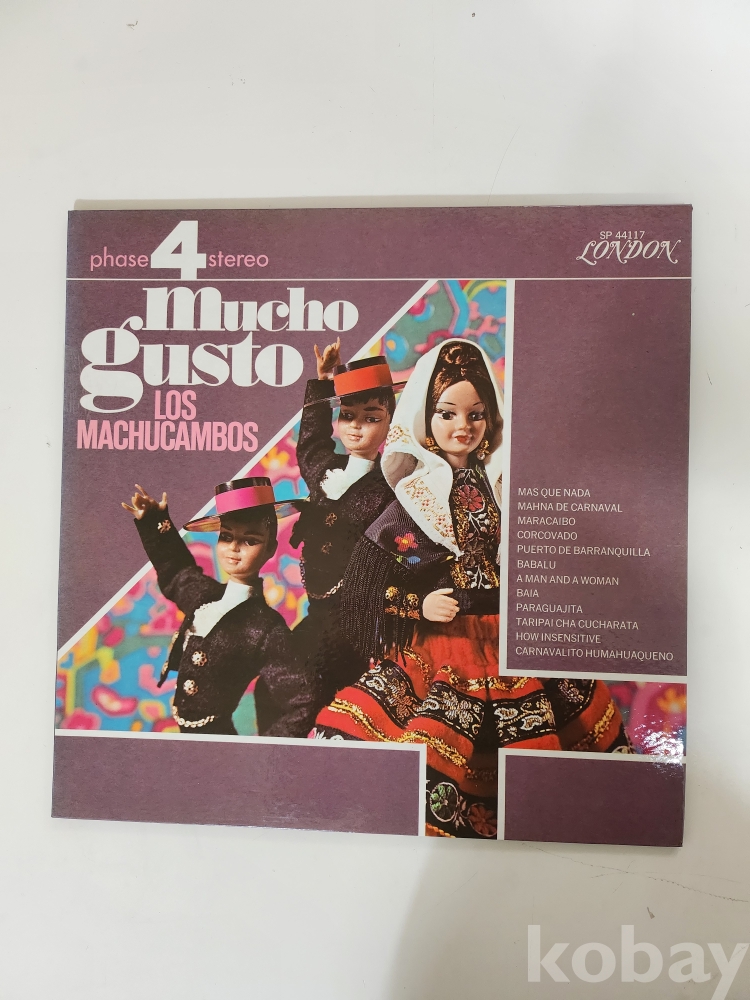 phase 4 stereo
SP 44117
LONDON
mucho
gusto
LOS
MACHUCAMBOS
MAS QUE NADA
MAHNA DE CARNAVAL
MARACAIBO
CORCOVADO
PUERTO DE BARRANQUILLA
BABALU
A MAN AND A WOMAN
BAIA
PARAGUAJITA
TARIPAI CHA CUCHARATA
HOW INSENSITIVE
CARNAVALITO HUMAHUAQUENO
kobay